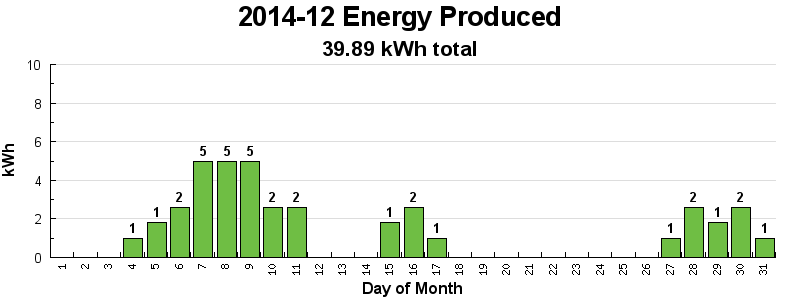 2014-12 Energy Produced
39.89 kWh total
kWh
10
8
6
4
2
0
1 1 2 5 5 5 2 2 1 2 1 1 2 1 2 1
1 2 3 4 5 6 7 8 9 10 11 12 13 14 15 16 17 18 19 20 21 22 23 24 25 26 27 28 29 30 31
Day of Month